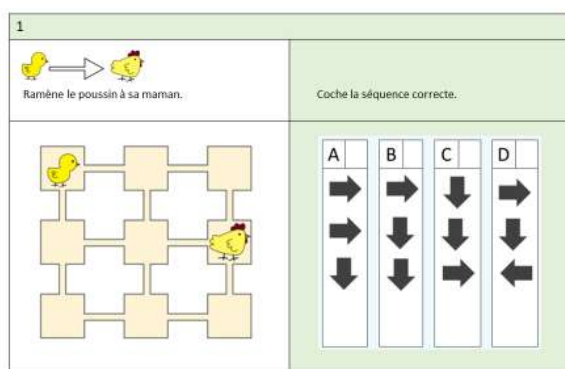 1
Ramène le poussin à sa maman.
Coche la séquence correcte.
A B C D